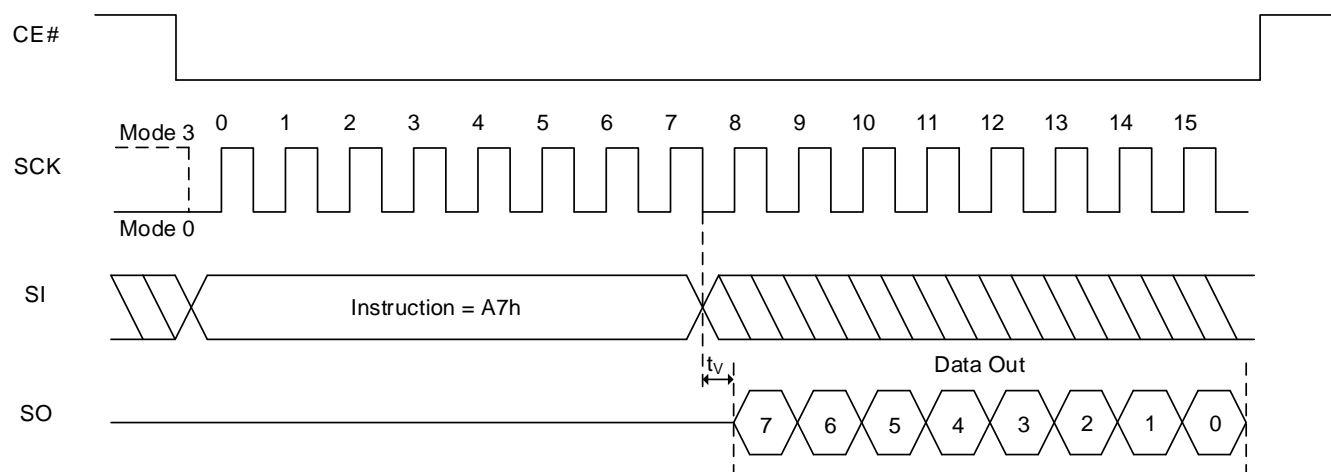 CE#
0 1 2 3 4 5 6 7 8 9 10 11 12 13 14 15
Mode 3
SCK
Mode 0
SI
Instruction = A7h
tV
Data Out
SO
7 6 5 4 3 2 1 0